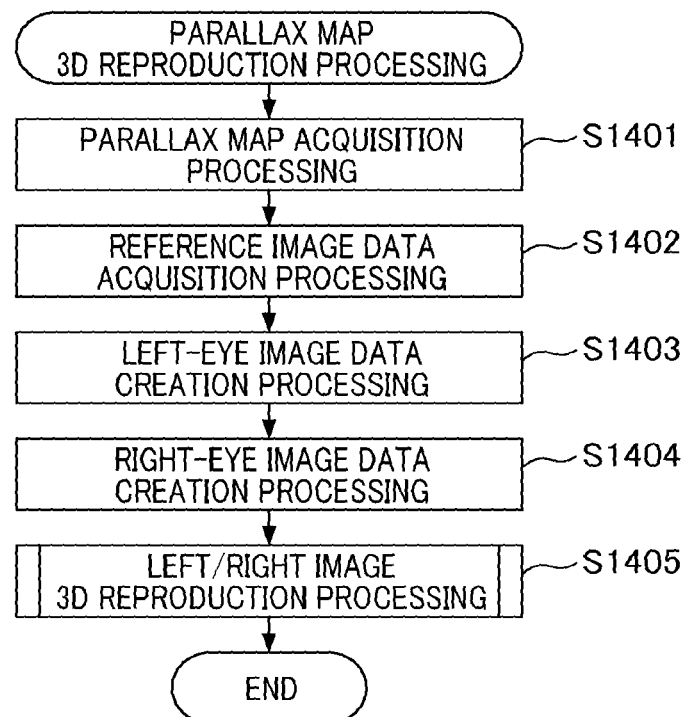 PARALLAX MAP
3D REPRODUCTION PROCESSING
PARALLAX MAP ACQUISITION
PROCESSING
S1401
REFERENCE IMAGE DATA
ACQUISITION PROCESSING
S1402
LEFT-EYE IMAGE DATA
CREATION PROCESSING
S1403
RIGHT-EYE IMAGE DATA
CREATION PROCESSING
S1404
LEFT/RIGHT IMAGE
3D REPRODUCTION PROCESSING
S1405
END